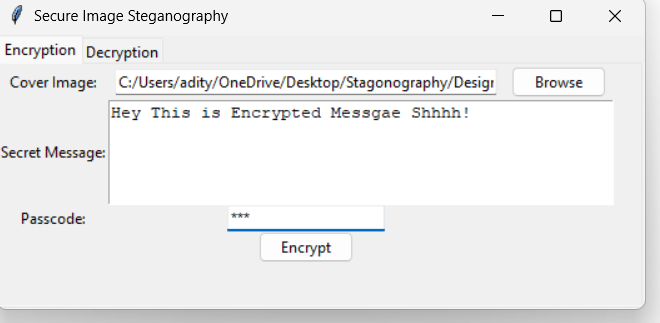 Secure Image Steganography
Encryption Decryption
Cover Image: C:/Users/adity/OneDrive/Desktop/Stagonography/Desigr Browse
Hey This is Encrypted Messgae Shhhh!
Secret Message:
Passcode: ***
Encrypt